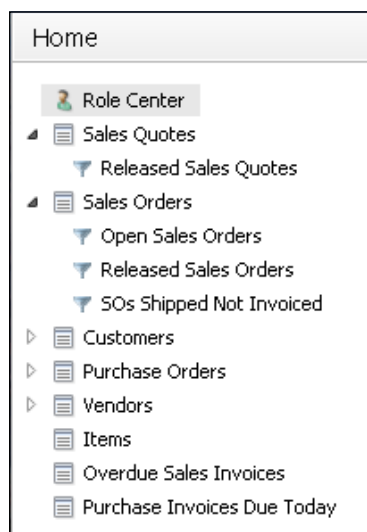 Home
Role Center
Sales Quotes
Released Sales Quotes
Sales Orders
Open Sales Orders
Released Sales Orders
SOs Shipped Not Invoiced
Customers
Purchase Orders
Vendors
Items
Overdue Sales Invoices
Purchase Invoices Due Today